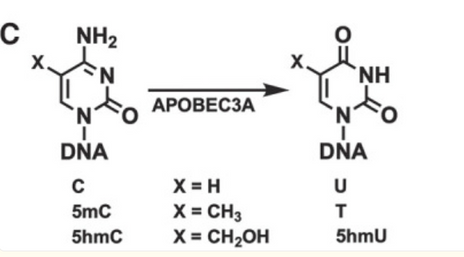 C
NH₂
X
N
N
O
DNA
APOBEC3A
O
X
NH
N
O
DNA
C X = H U
5mC X = CH₃ T
5hmC X = CH₂OH 5hmU